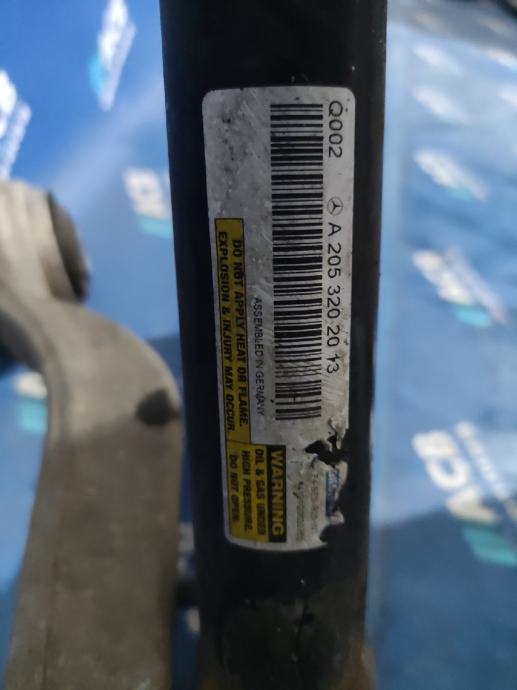 Q002 A 205 320 20 13
ASSEMBLED IN GERMANY
DO NOT APPLY HEAT OR FLAME.
EXPLOSION & INJURY MAY OCCUR.
WARNING
OIL & GAS UNDER
HIGH PRESSURE.
DO NOT OPEN.